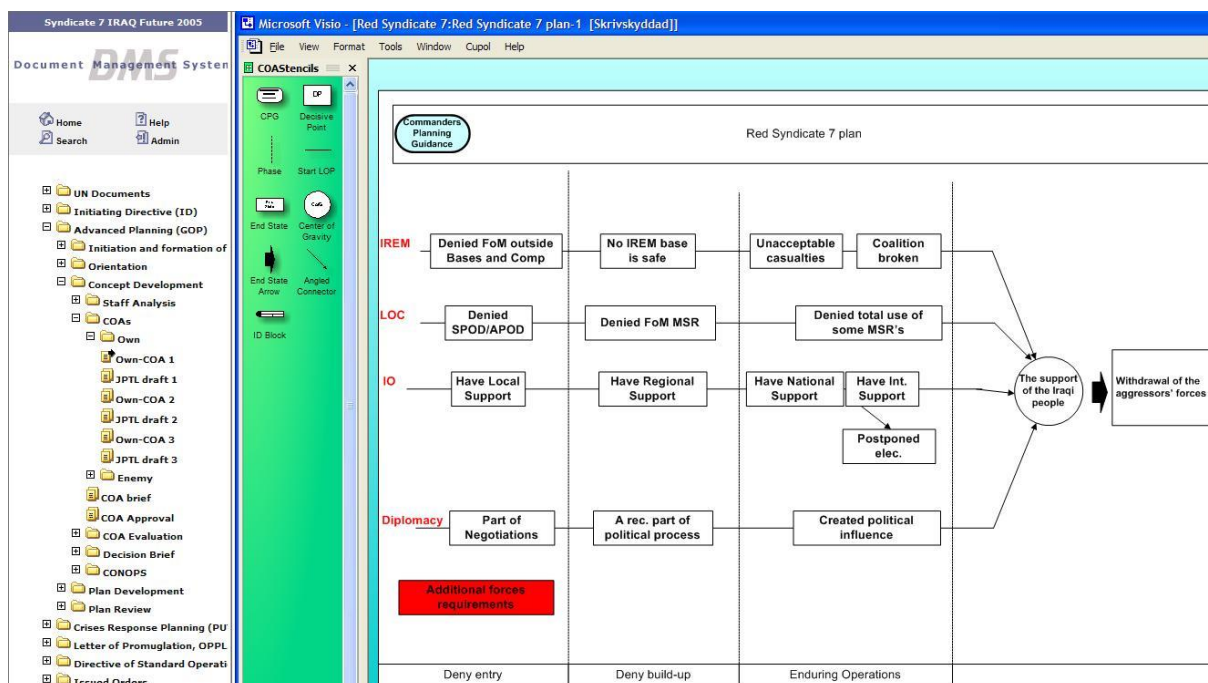 Syndicate 7 IRAQ Future 2005
DMS
Document Management System
Home
Help
Search
Admin
UN Documents
Initiating Directive (ID)
Advanced Planning (GOP)
Initiation and formation of
Orientation
Concept Development
Staff Analysis
COAs
Own
Own-COA 1
JPTL draft 1
Own-COA 2
JPTL draft 2
Own-COA 3
JPTL draft 3
Enemy
COA brief
COA Approval
COA Evaluation
Decision Brief
CONOPS
Plan Development
Plan Review
Crises Response Planning (PU
Letter of Promuglation, OPPL
Directive of Standard Operati
Issued Orders
Microsoft Visio - [Red Syndicate 7:Red Syndicate 7 plan-1 [Skrivskyddad]]
File View Format Tools Window Cupol Help
COAStencils
CPG
DP
Decisive
Point
Phase
Start LOP
End State
CoG
Center of
Gravity
End State
Arrow
Angled
Connector
ID Block
Commanders
Planning
Guidance
Red Syndicate 7 plan
IREM
Denied FoM outside
Bases and Comp
No IREM base
is safe
Unacceptable
casualties
Coalition
broken
LOC
Denied
SPOD/APOD
Denied FoM MSR
Denied total use of
some MSR's
IO
Have Local
Support
Have Regional
Support
Have National
Support
Have Int.
Support
Postponed
elec.
The support
of the Iraqi
people
Withdrawal of the
aggressors' forces
Diplomacy
Part of
Negotiations
A rec. part of
political process
Created political
influence
Additional forces
requirements
Deny entry
Deny build-up
Enduring Operations